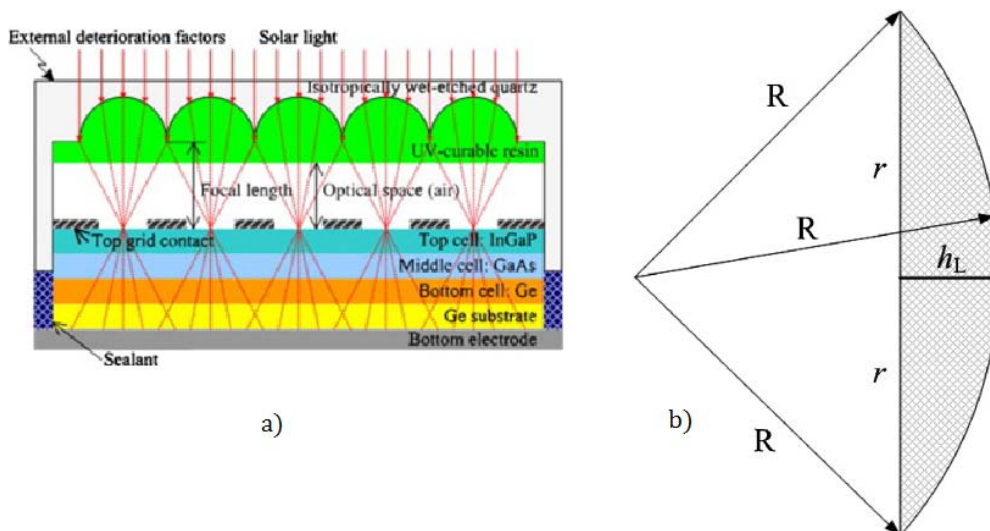 External deterioration factors
Solar light
Isotropically wet-etched quartz
UV-curable resin
Focal length
Optical space (air)
Top grid contact
Top cell: InGaP
Middle cell: GaAs
Bottom cell: Ge
Ge substrate
Bottom electrode
Sealant
a)
R
r
R
hL
r
R
b)